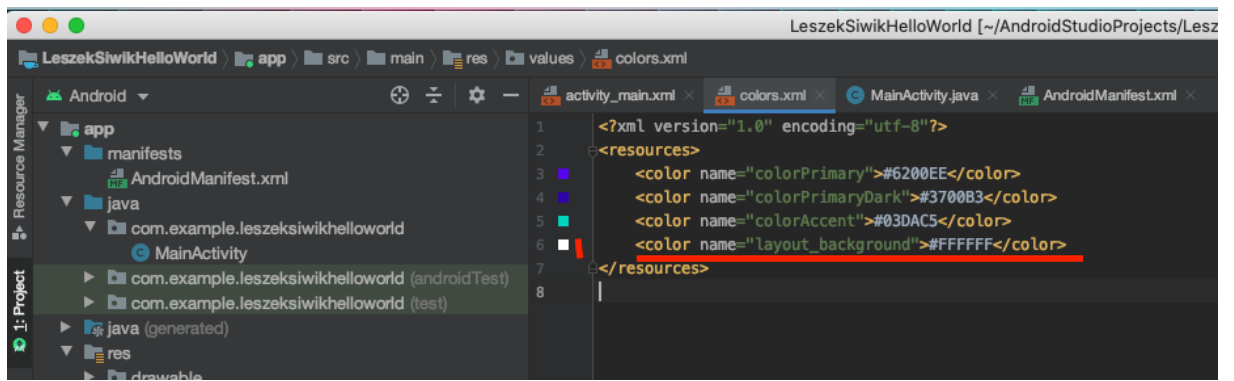 LeszekSiwikHelloWorld [~/AndroidStudioProjects/Lesz
LeszekSiwikHelloWorld app src main res values colors.xml
Android
activity_main.xml colors.xml MainActivity.java AndroidManifest.xml
Resource Manager
1: Project
app
manifests
AndroidManifest.xml
java
com.example.leszeksiwikhelloworld
MainActivity
com.example.leszeksiwikhelloworld (androidTest)
com.example.leszeksiwikhelloworld (test)
java (generated)
res
drawable
1 <?xml version="1.0" encoding="utf-8"?>
2 <resources>
3 <color name="colorPrimary">#6200EE</color>
4 <color name="colorPrimaryDark">#3700B3</color>
5 <color name="colorAccent">#03DAC5</color>
6 <color name="layout_background">#FFFFFF</color>
7 </resources>
8